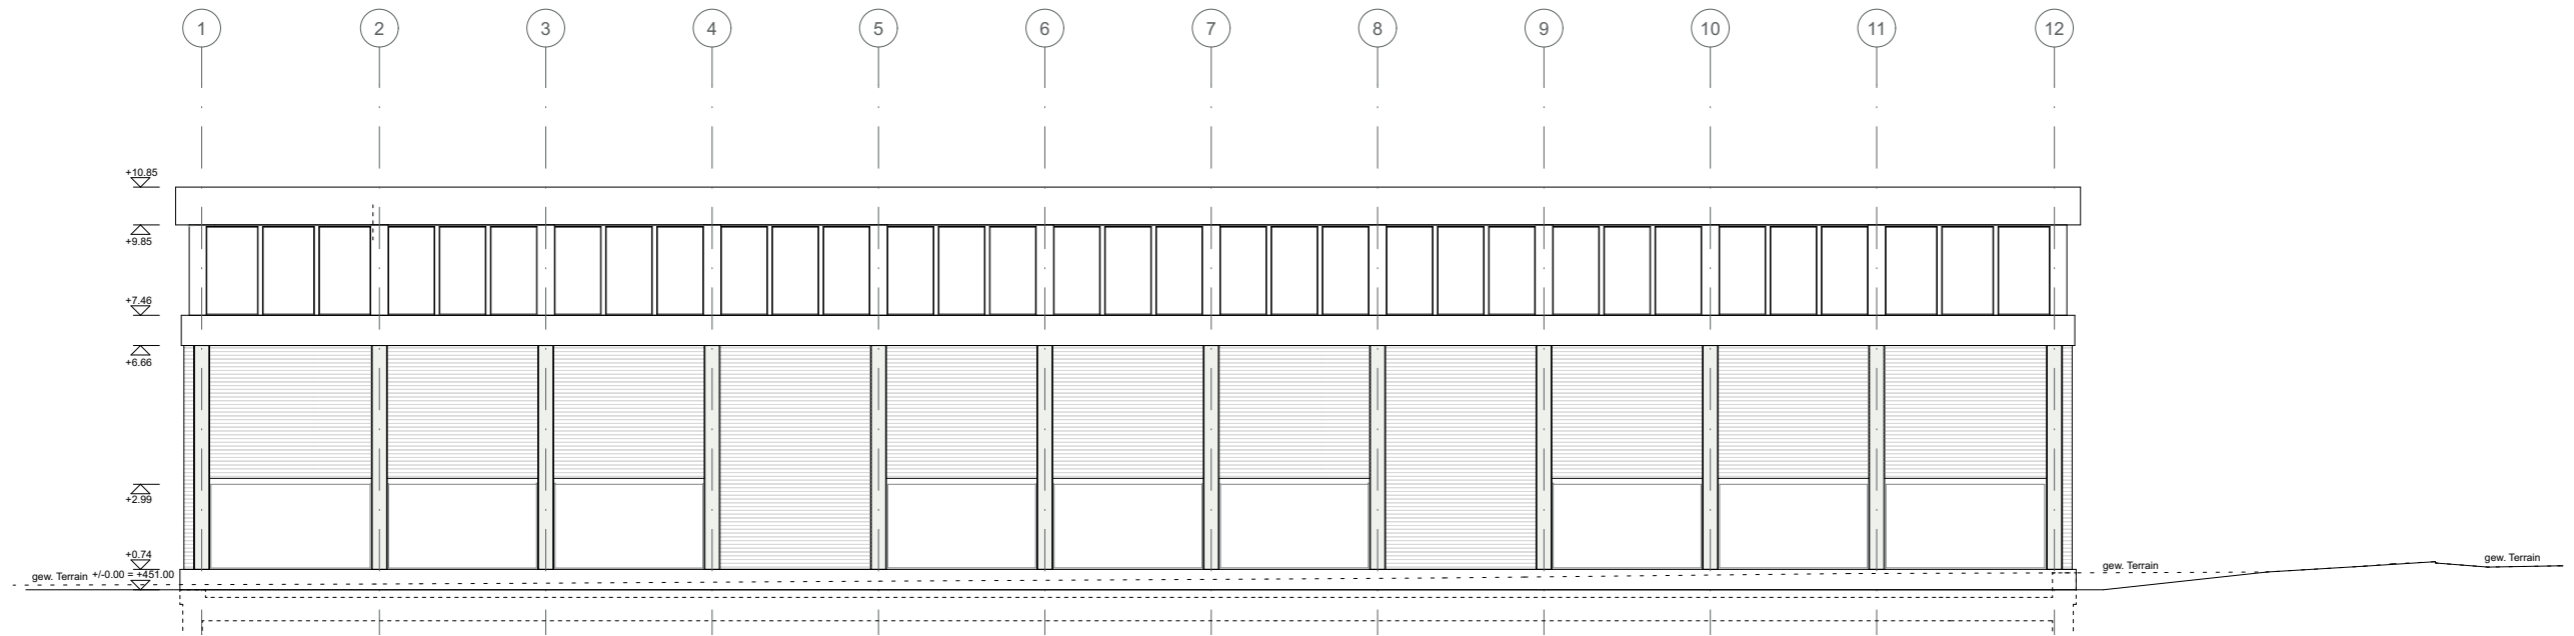 1 2 3 4 5 6 7 8 9 10 11 12
+10.85
+9.85
+7.46
+6.66
+2.99
+0.74
gew. Terrain +/-0.00 = +451.00
gew. Terrain
gew. Terrain